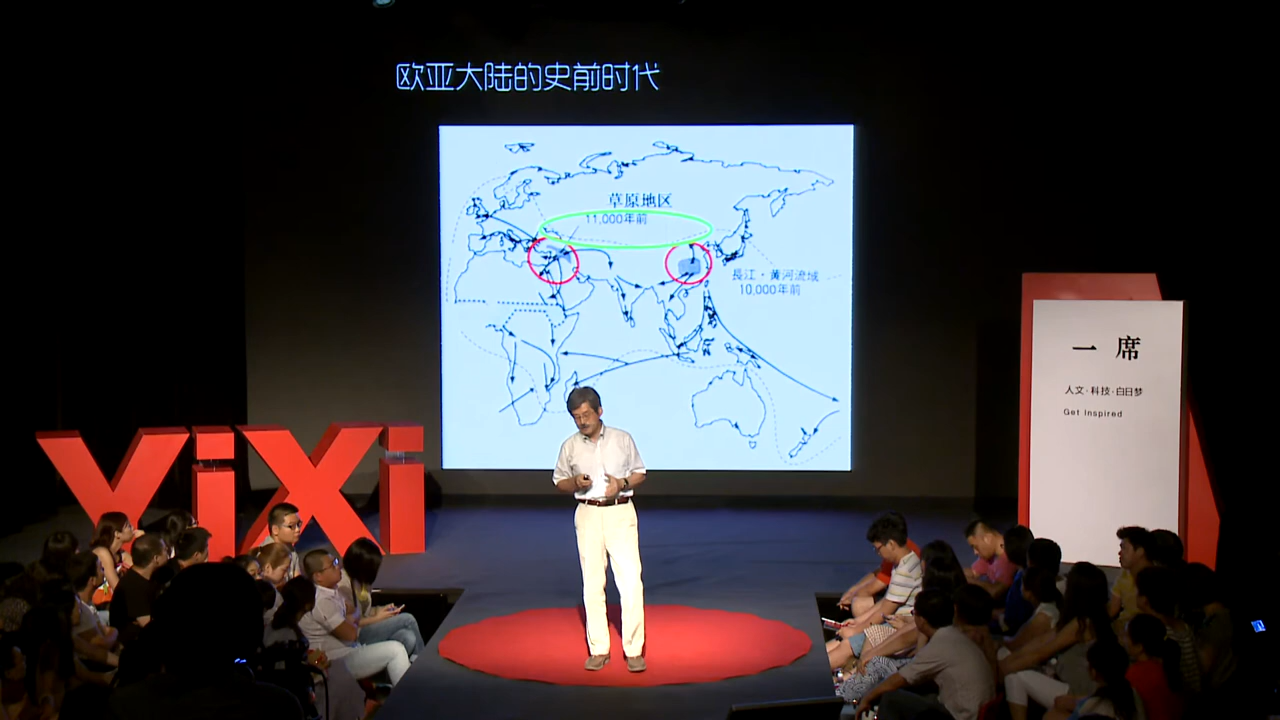 欧亚大陆的史前时代
草原地区
11,000年前
長江・黄河流域
10,000年前
一席
人文·科技·白日梦
Get Inspired
YiXi